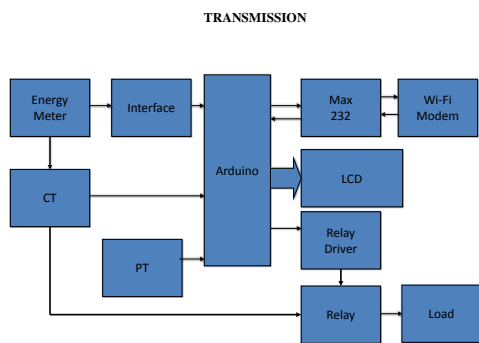 TRANSMISSION
Energy
Meter
Interface
Arduino
Max
232
Wi-Fi
Modem
CT
LCD
PT
Relay
Driver
Relay
Load